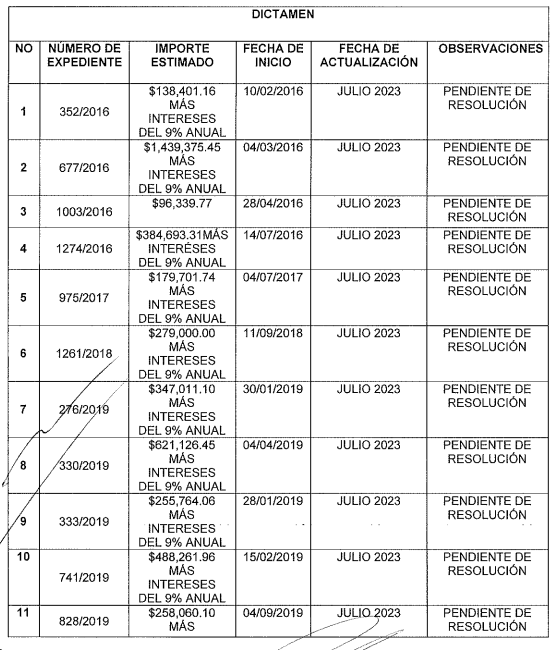 DICTAMEN
NO NÚMERO DE EXPEDIENTE IMPORTE ESTIMADO FECHA DE INICIO FECHA DE ACTUALIZACIÓN OBSERVACIONES
1 352/2016 $138,401.16 10/02/2016 JULIO 2023 PENDIENTE DE
MÁS RESOLUCIÓN
INTERESES
DEL 9% ANUAL
2 677/2016 $1,439,375.45 04/03/2016 JULIO 2023 PENDIENTE DE
MÁS RESOLUCIÓN
INTERESES
DEL 9% ANUAL
3 1003/2016 $96,339.77 28/04/2016 JULIO 2023 PENDIENTE DE
RESOLUCIÓN
4 1274/2016 $384,693.31MÁS 14/07/2016 JULIO 2023 PENDIENTE DE
INTERÉSES RESOLUCIÓN
DEL 9% ANUAL
5 975/2017 $179,701.74 04/07/2017 JULIO 2023 PENDIENTE DE
MÁS RESOLUCIÓN
INTERESES
DEL 9% ANUAL
6 1261/2018 $279,000.00 11/09/2018 JULIO 2023 PENDIENTE DE
MÁS RESOLUCIÓN
INTERESES
DEL 9% ANUAL
7 276/2019 $347,011.10 30/01/2019 JULIO 2023 PENDIENTE DE
MÁS RESOLUCIÓN
INTERESES
DEL 9% ANUAL
8 330/2019 $621,126.45 04/04/2019 JULIO 2023 PENDIENTE DE
MÁS RESOLUCIÓN
INTERESES
DEL 9% ANUAL
9 333/2019 $255,764.06 28/01/2019 JULIO 2023 PENDIENTE DE
MÁS RESOLUCIÓN
INTERESES
DEL 9% ANUAL
10 741/2019 $488,261.96 15/02/2019 JULIO 2023 PENDIENTE DE
MÁS RESOLUCIÓN
INTERESES
DEL 9% ANUAL
11 828/2019 $258,060.10 04/09/2019 JULIO 2023 PENDIENTE DE
MÁS RESOLUCIÓN